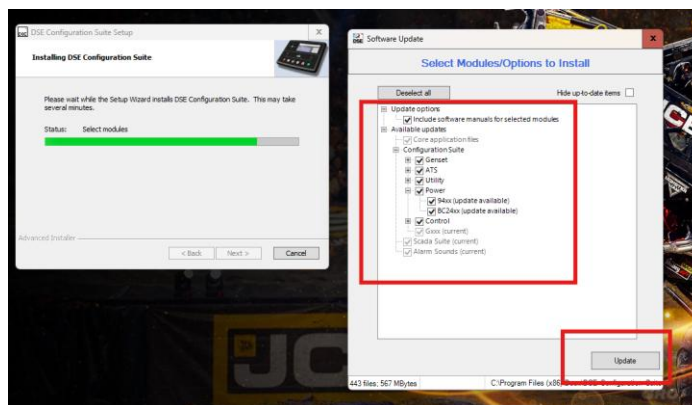 DSE Configuration Suite Setup
Installing DSE Configuration Suite
Please wait while the Setup Wizard installs DSE Configuration Suite. This may take
several minutes.
Status: Select modules
Advanced Installer
< Back
Next >
Cancel
DSE
Software Update
Select Modules/Options to Install
Deselect all
Hide up-to-date items
Update options
Include software manuals for selected modules
Available updates
Core application files
Configuration Suite
Genset
ATS
Utility
Power
94xx (update available)
BC24xx (update available)
Control
Gxxx (current)
Scada Suite (current)
Alarm Sounds (current)
Update
443 files; 567 MBytes
C:\Program Files (x86)
JC